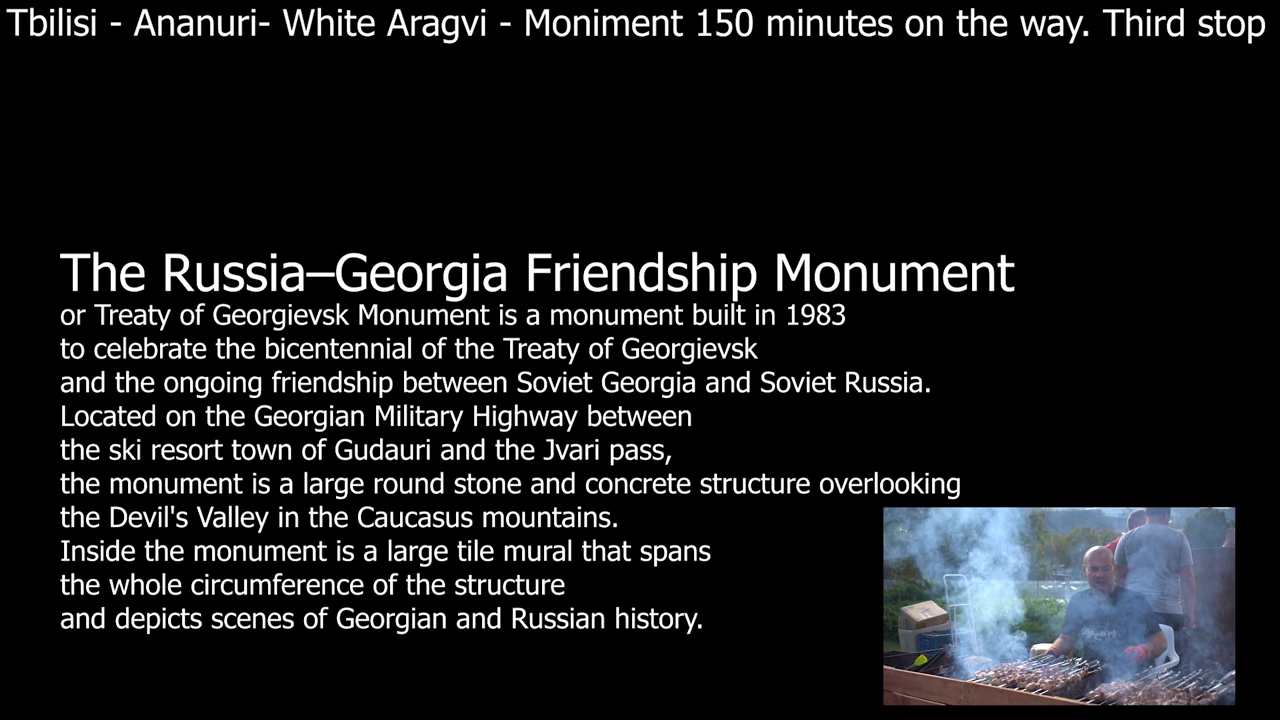 Tbilisi - Ananuri- White Aragvi - Moniment 150 minutes on the way. Third stop
The Russia–Georgia Friendship Monument
or Treaty of Georgievsk Monument is a monument built in 1983
to celebrate the bicentennial of the Treaty of Georgievsk
and the ongoing friendship between Soviet Georgia and Soviet Russia.
Located on the Georgian Military Highway between
the ski resort town of Gudauri and the Jvari pass,
the monument is a large round stone and concrete structure overlooking
the Devil's Valley in the Caucasus mountains.
Inside the monument is a large tile mural that spans
the whole circumference of the structure
and depicts scenes of Georgian and Russian history.